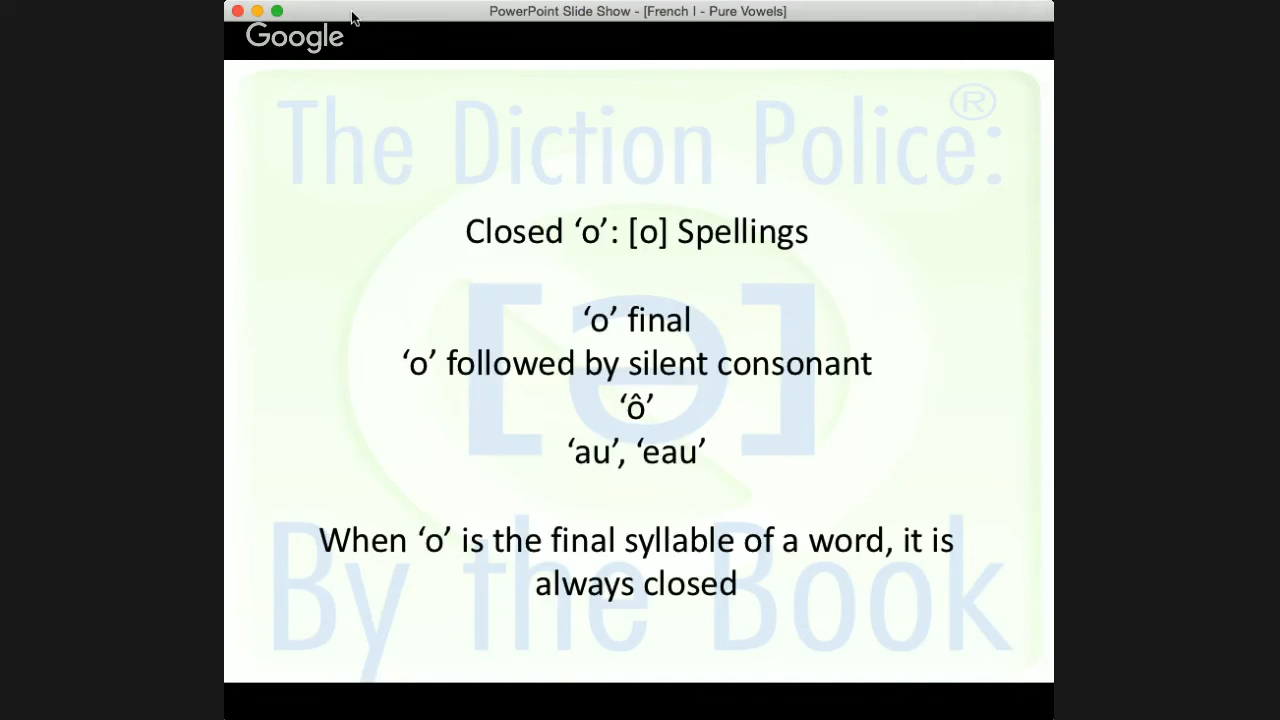 PowerPoint Slide Show - [French I - Pure Vowels]
Google
The Diction Police®:
Closed ‘o’: [o] Spellings
‘o’ final
‘o’ followed by silent consonant
[ə]
‘ô’
‘au’, ‘eau’
When ‘o’ is the final syllable of a word, it is
always closed
By the Book